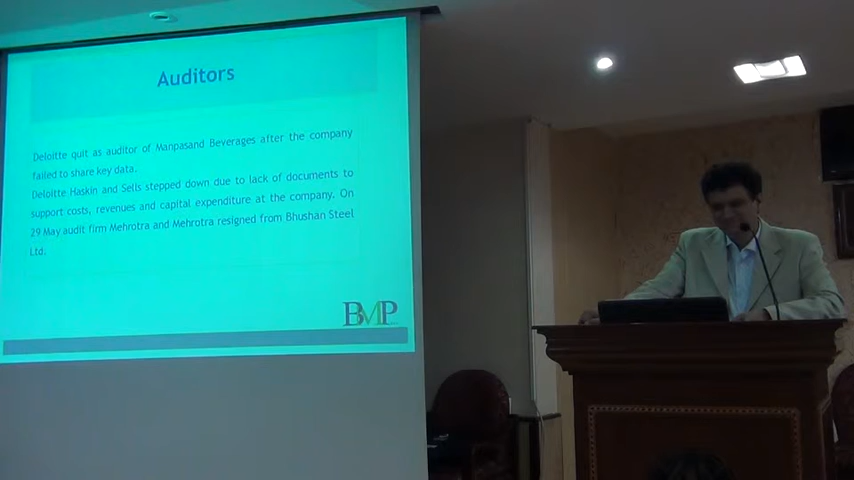 Auditors
Deloitte quit as auditor of Manpasand Beverages after the company
failed to share key data.
Deloitte Haskin and Sells stepped down due to lack of documents to
support costs, revenues and capital expenditure at the company. On
29 May audit firm Mehrotra and Mehrotra resigned from Bhushan Steel
Ltd.
BMP